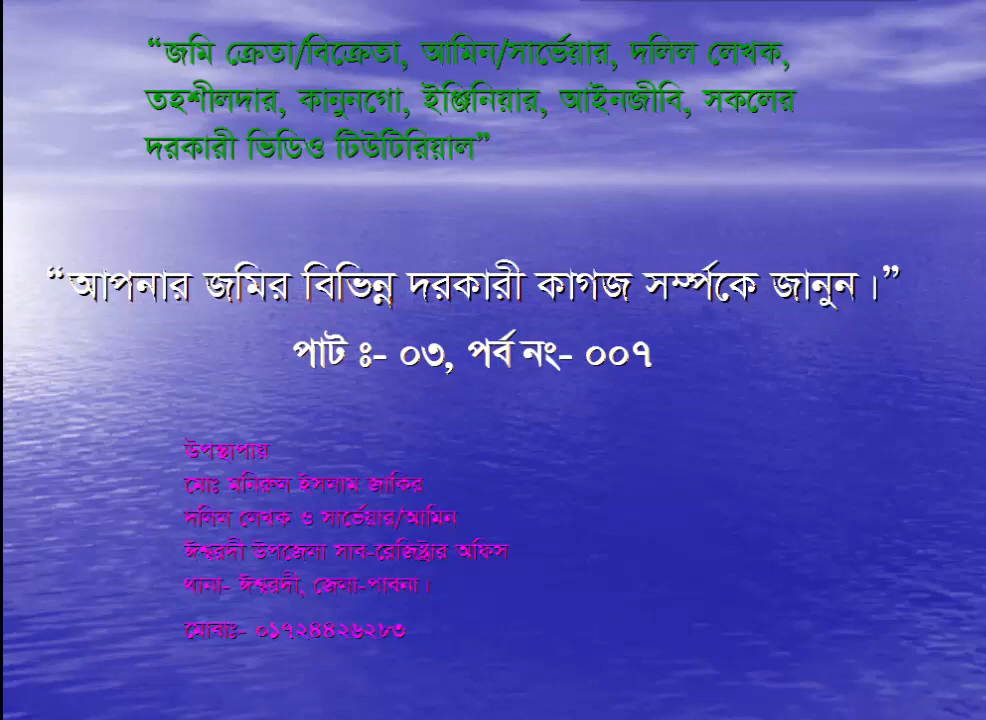 “জমি ক্রেতা/বিক্রেতা, আমিন/সার্ভেয়ার, দলিল লেখক,
তহশীলদার, কানুনগো, ইঞ্জিনিয়ার, আইনজীবি, সকলের
দরকারী ভিডিও টিউটিরিয়াল”
“আপনার জমির বিভিন্ন দরকারী কাগজ সর্ম্পকে জানুন।”
পাট ঃ- ০৩, পর্ব নং- ০০৭
উপস্থাপায়
মোঃ মনিরুল ইসলাম জাকির
দলিল লেখক ও সার্ভেয়ার/আমিন
ঈশ্বরদী উপজেলা সাব-রেজিষ্ট্রার অফিস
থানা- ঈশ্বরদী, জেলা-পাবনা।
মোবাঃ- ০১৭২৪৪২৬২৮৩